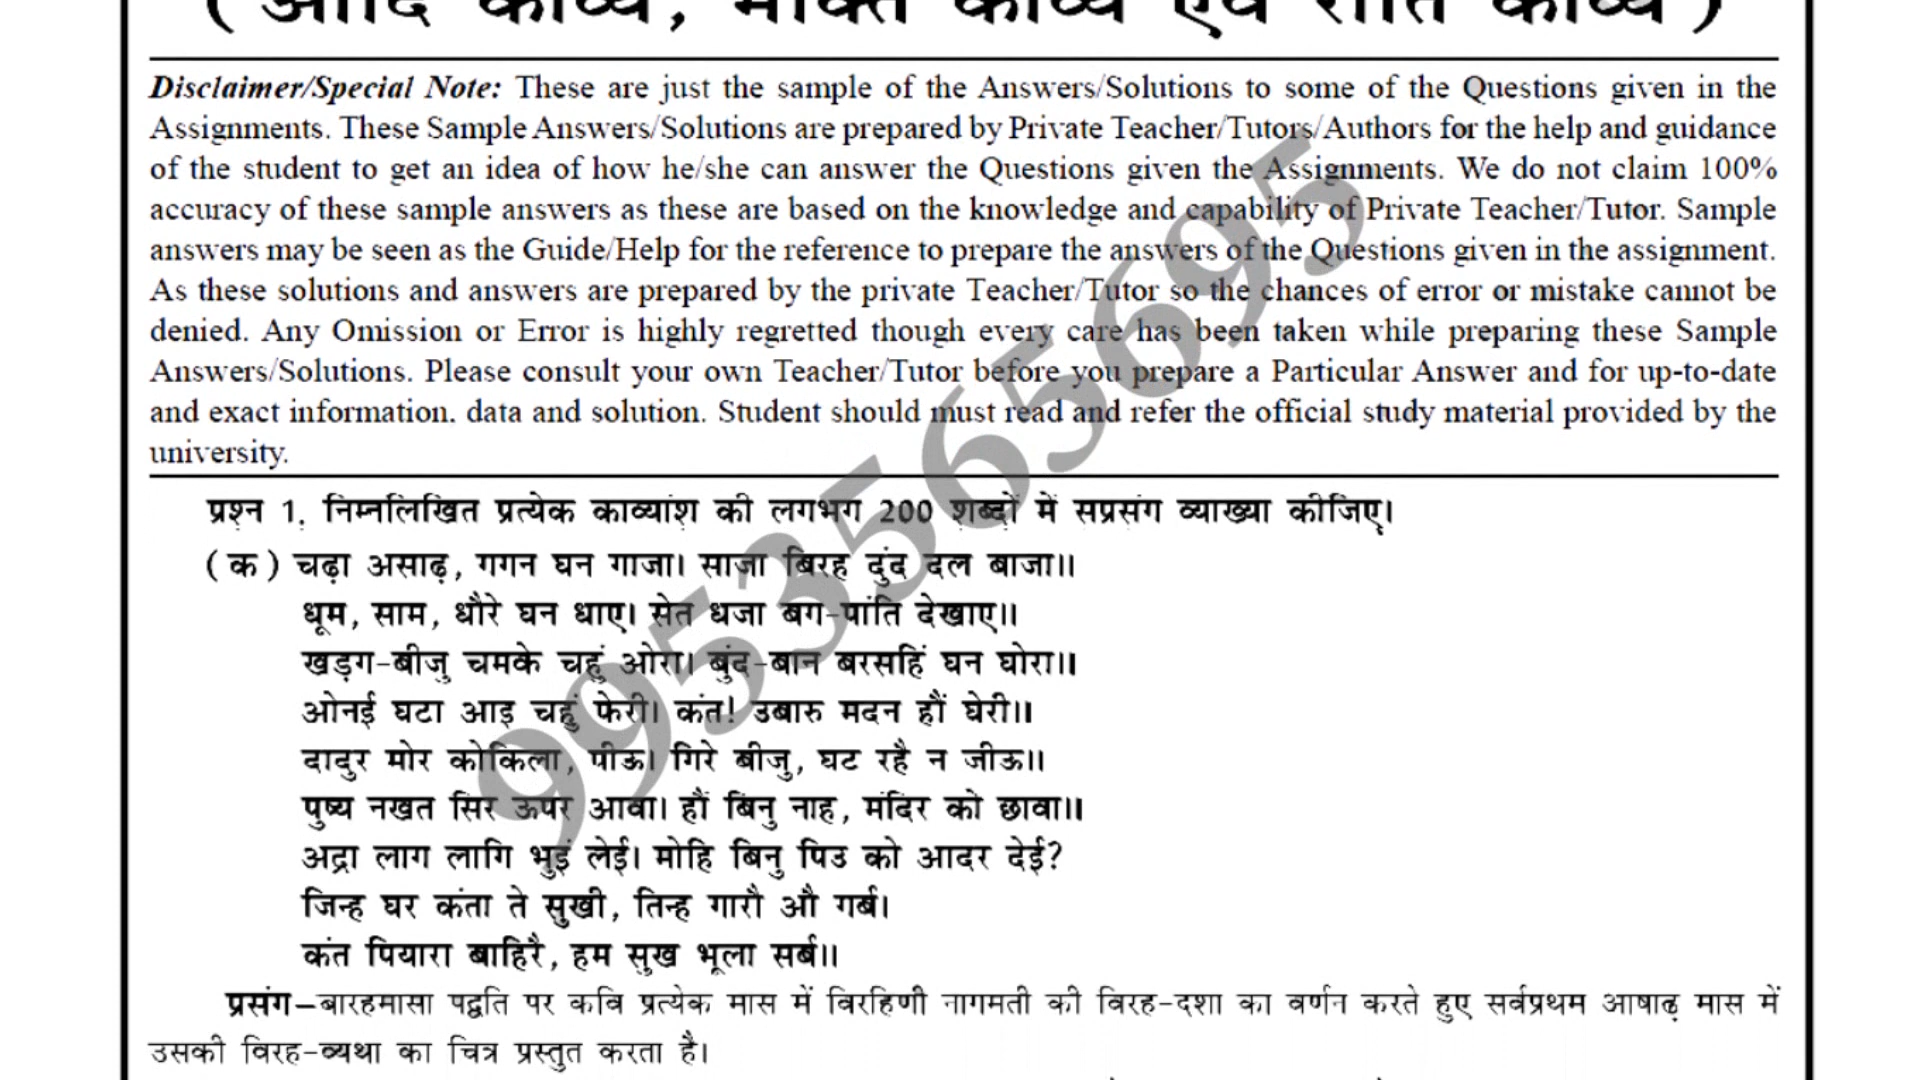 ( आदि काव्य, भक्ति काव्य एवं रीति काव्य )
Disclaimer/Special Note: These are just the sample of the Answers/Solutions to some of the Questions given in the
Assignments. These Sample Answers/Solutions are prepared by Private Teacher/Tutors/Authors for the help and guidance
of the student to get an idea of how he/she can answer the Questions given the Assignments. We do not claim 100%
accuracy of these sample answers as these are based on the knowledge and capability of Private Teacher/Tutor. Sample
answers may be seen as the Guide/Help for the reference to prepare the answers of the Questions given in the assignment.
As these solutions and answers are prepared by the private Teacher/Tutor so the chances of error or mistake cannot be
denied. Any Omission or Error is highly regretted though every care has been taken while preparing these Sample
Answers/Solutions. Please consult your own Teacher/Tutor before you prepare a Particular Answer and for up-to-date
and exact information. data and solution. Student should must read and refer the official study material provided by the
university.
9953565695
प्रश्न 1. निम्नलिखित प्रत्येक काव्यांश की लगभग 200 शब्दों में सप्रसंग व्याख्या कीजिए।
( क ) चढ़ा असाढ़, गगन घन गाजा। साजा बिरह दुंद दल बाजा॥
धूम, साम, धौरे घन धाए। सेत धजा बग-पांति देखाए॥
खड़ग-बीजु चमके चहुं ओरा। बुंद-बान बरसहिं घन घोरा॥
ओनई घटा आइ चहुं फेरी। कंत! उबारु मदन हौं घेरी॥
दादुर मोर कोकिला, पीऊ। गिरे बीजु, घट रहै न जीऊ॥
पुष्य नखत सिर ऊपर आवा। हौं बिनु नाह, मंदिर को छावा॥
अद्रा लाग लागि भुइं लेई। मोहि बिनु पिउ को आदर देई?
जिन्ह घर कंता ते सुखी, तिन्ह गारौ औ गर्ब।
कंत पियारा बाहिरै, हम सुख भूला सर्ब॥
प्रसंग–बारहमासा पद्धति पर कवि प्रत्येक मास में विरहिणी नागमती की विरह-दशा का वर्णन करते हुए सर्वप्रथम आषाढ़ मास में
उसकी विरह-व्यथा का चित्र प्रस्तुत करता है।